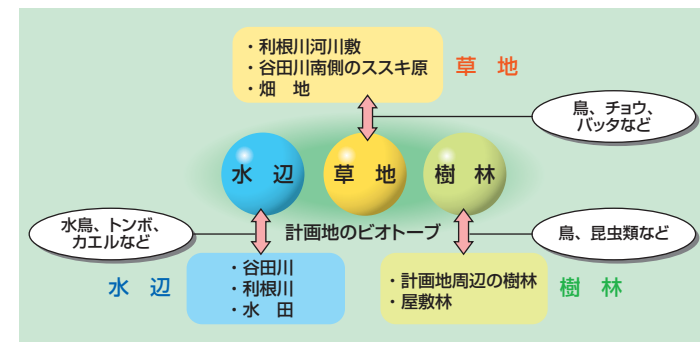 ・利根川河川敷
・谷田川南側のススキ原
・畑　地
草　地
鳥、チョウ、
バッタなど
水　辺
草　地
樹　林
水鳥、トンボ、
カエルなど
計画地のビオトーブ
鳥、昆虫類など
水　辺
・谷田川
・利根川
・水　田
・計画地周辺の樹林
・屋敷林
樹　林